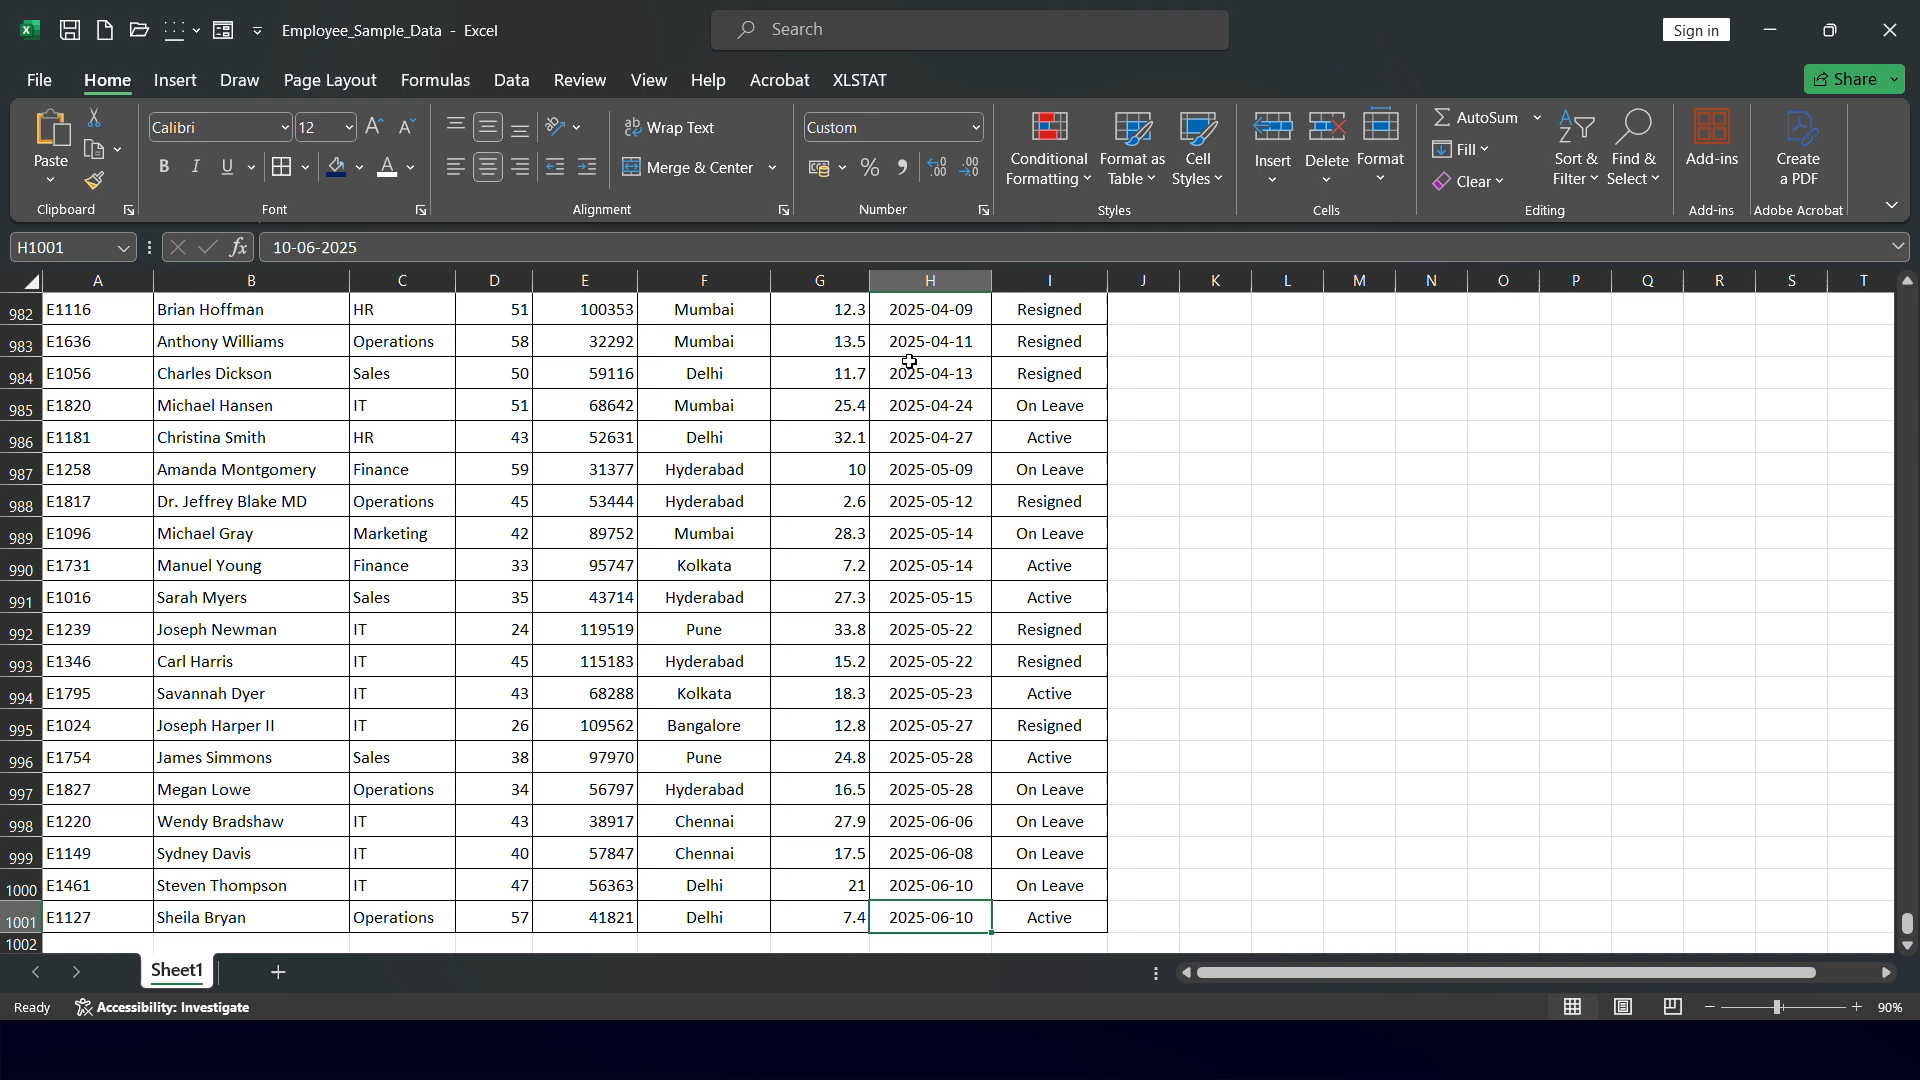 Employee_Sample_Data - Excel
Search
Sign in
File Home Insert Draw Page Layout Formulas Data Review View Help Acrobat XLSTAT
Share
Paste
Clipboard
Calibri 12
B I U A
Font
Wrap Text
Merge & Center
Alignment
Custom
Number
Conditional Formatting
Format as Table
Cell Styles
Styles
Insert Delete Format
Cells
AutoSum
Fill
Clear
Sort & Filter
Find & Select
Editing
Add-ins
Add-ins
Create a PDF
Adobe Acrobat
H1001 fx 10-06-2025
A B C D E F G H I J K L M N O P Q R S T
982 E1116 Brian Hoffman HR 51 100353 Mumbai 12.3 2025-04-09 Resigned
983 E1636 Anthony Williams Operations 58 32292 Mumbai 13.5 2025-04-11 Resigned
984 E1056 Charles Dickson Sales 50 59116 Delhi 11.7 2025-04-13 Resigned
985 E1820 Michael Hansen IT 51 68642 Mumbai 25.4 2025-04-24 On Leave
986 E1181 Christina Smith HR 43 52631 Delhi 32.1 2025-04-27 Active
987 E1258 Amanda Montgomery Finance 59 31377 Hyderabad 10 2025-05-09 On Leave
988 E1817 Dr. Jeffrey Blake MD Operations 45 53444 Hyderabad 2.6 2025-05-12 Resigned
989 E1096 Michael Gray Marketing 42 89752 Mumbai 28.3 2025-05-14 On Leave
990 E1731 Manuel Young Finance 33 95747 Kolkata 7.2 2025-05-14 Active
991 E1016 Sarah Myers Sales 35 43714 Hyderabad 27.3 2025-05-15 Active
992 E1239 Joseph Newman IT 24 119519 Pune 33.8 2025-05-22 Resigned
993 E1346 Carl Harris IT 45 115183 Hyderabad 15.2 2025-05-22 Resigned
994 E1795 Savannah Dyer IT 43 68288 Kolkata 18.3 2025-05-23 Active
995 E1024 Joseph Harper II IT 26 109562 Bangalore 12.8 2025-05-27 Resigned
996 E1754 James Simmons Sales 38 97970 Pune 24.8 2025-05-28 Active
997 E1827 Megan Lowe Operations 34 56797 Hyderabad 16.5 2025-05-28 On Leave
998 E1220 Wendy Bradshaw IT 43 38917 Chennai 27.9 2025-06-06 On Leave
999 E1149 Sydney Davis IT 40 57847 Chennai 17.5 2025-06-08 On Leave
1000 E1461 Steven Thompson IT 47 56363 Delhi 21 2025-06-10 On Leave
1001 E1127 Sheila Bryan Operations 57 41821 Delhi 7.4 2025-06-10 Active
1002
Sheet1
Ready Accessibility: Investigate 90%